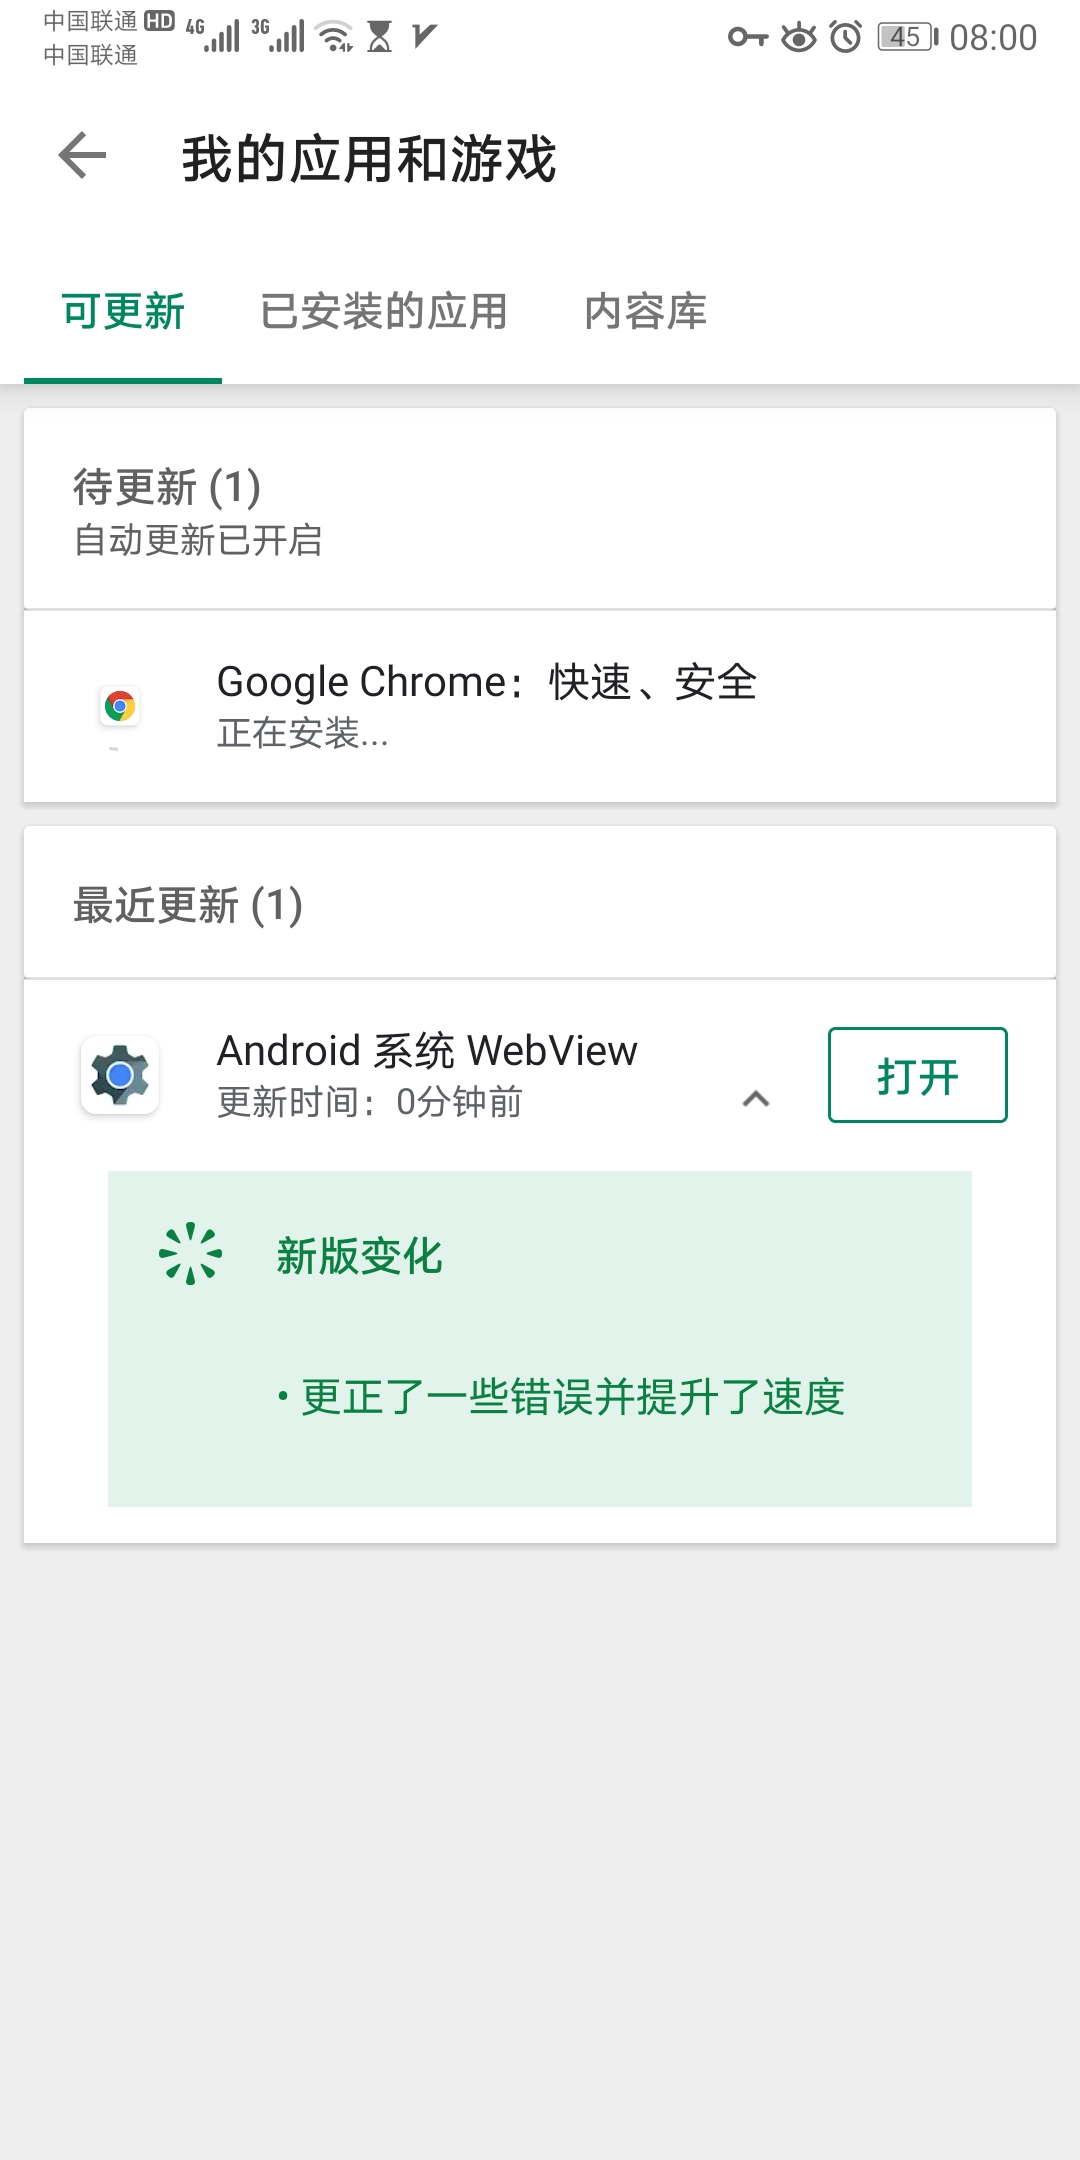 中国联通 HD 4G 3G 45 08:00
中国联通
我的应用和游戏
可更新 已安装的应用 内容库
待更新 (1)
自动更新已开启
Google Chrome：快速、安全
正在安装...
最近更新 (1)
Android 系统 WebView
更新时间：0分钟前
打开
新版变化
• 更正了一些错误并提升了速度